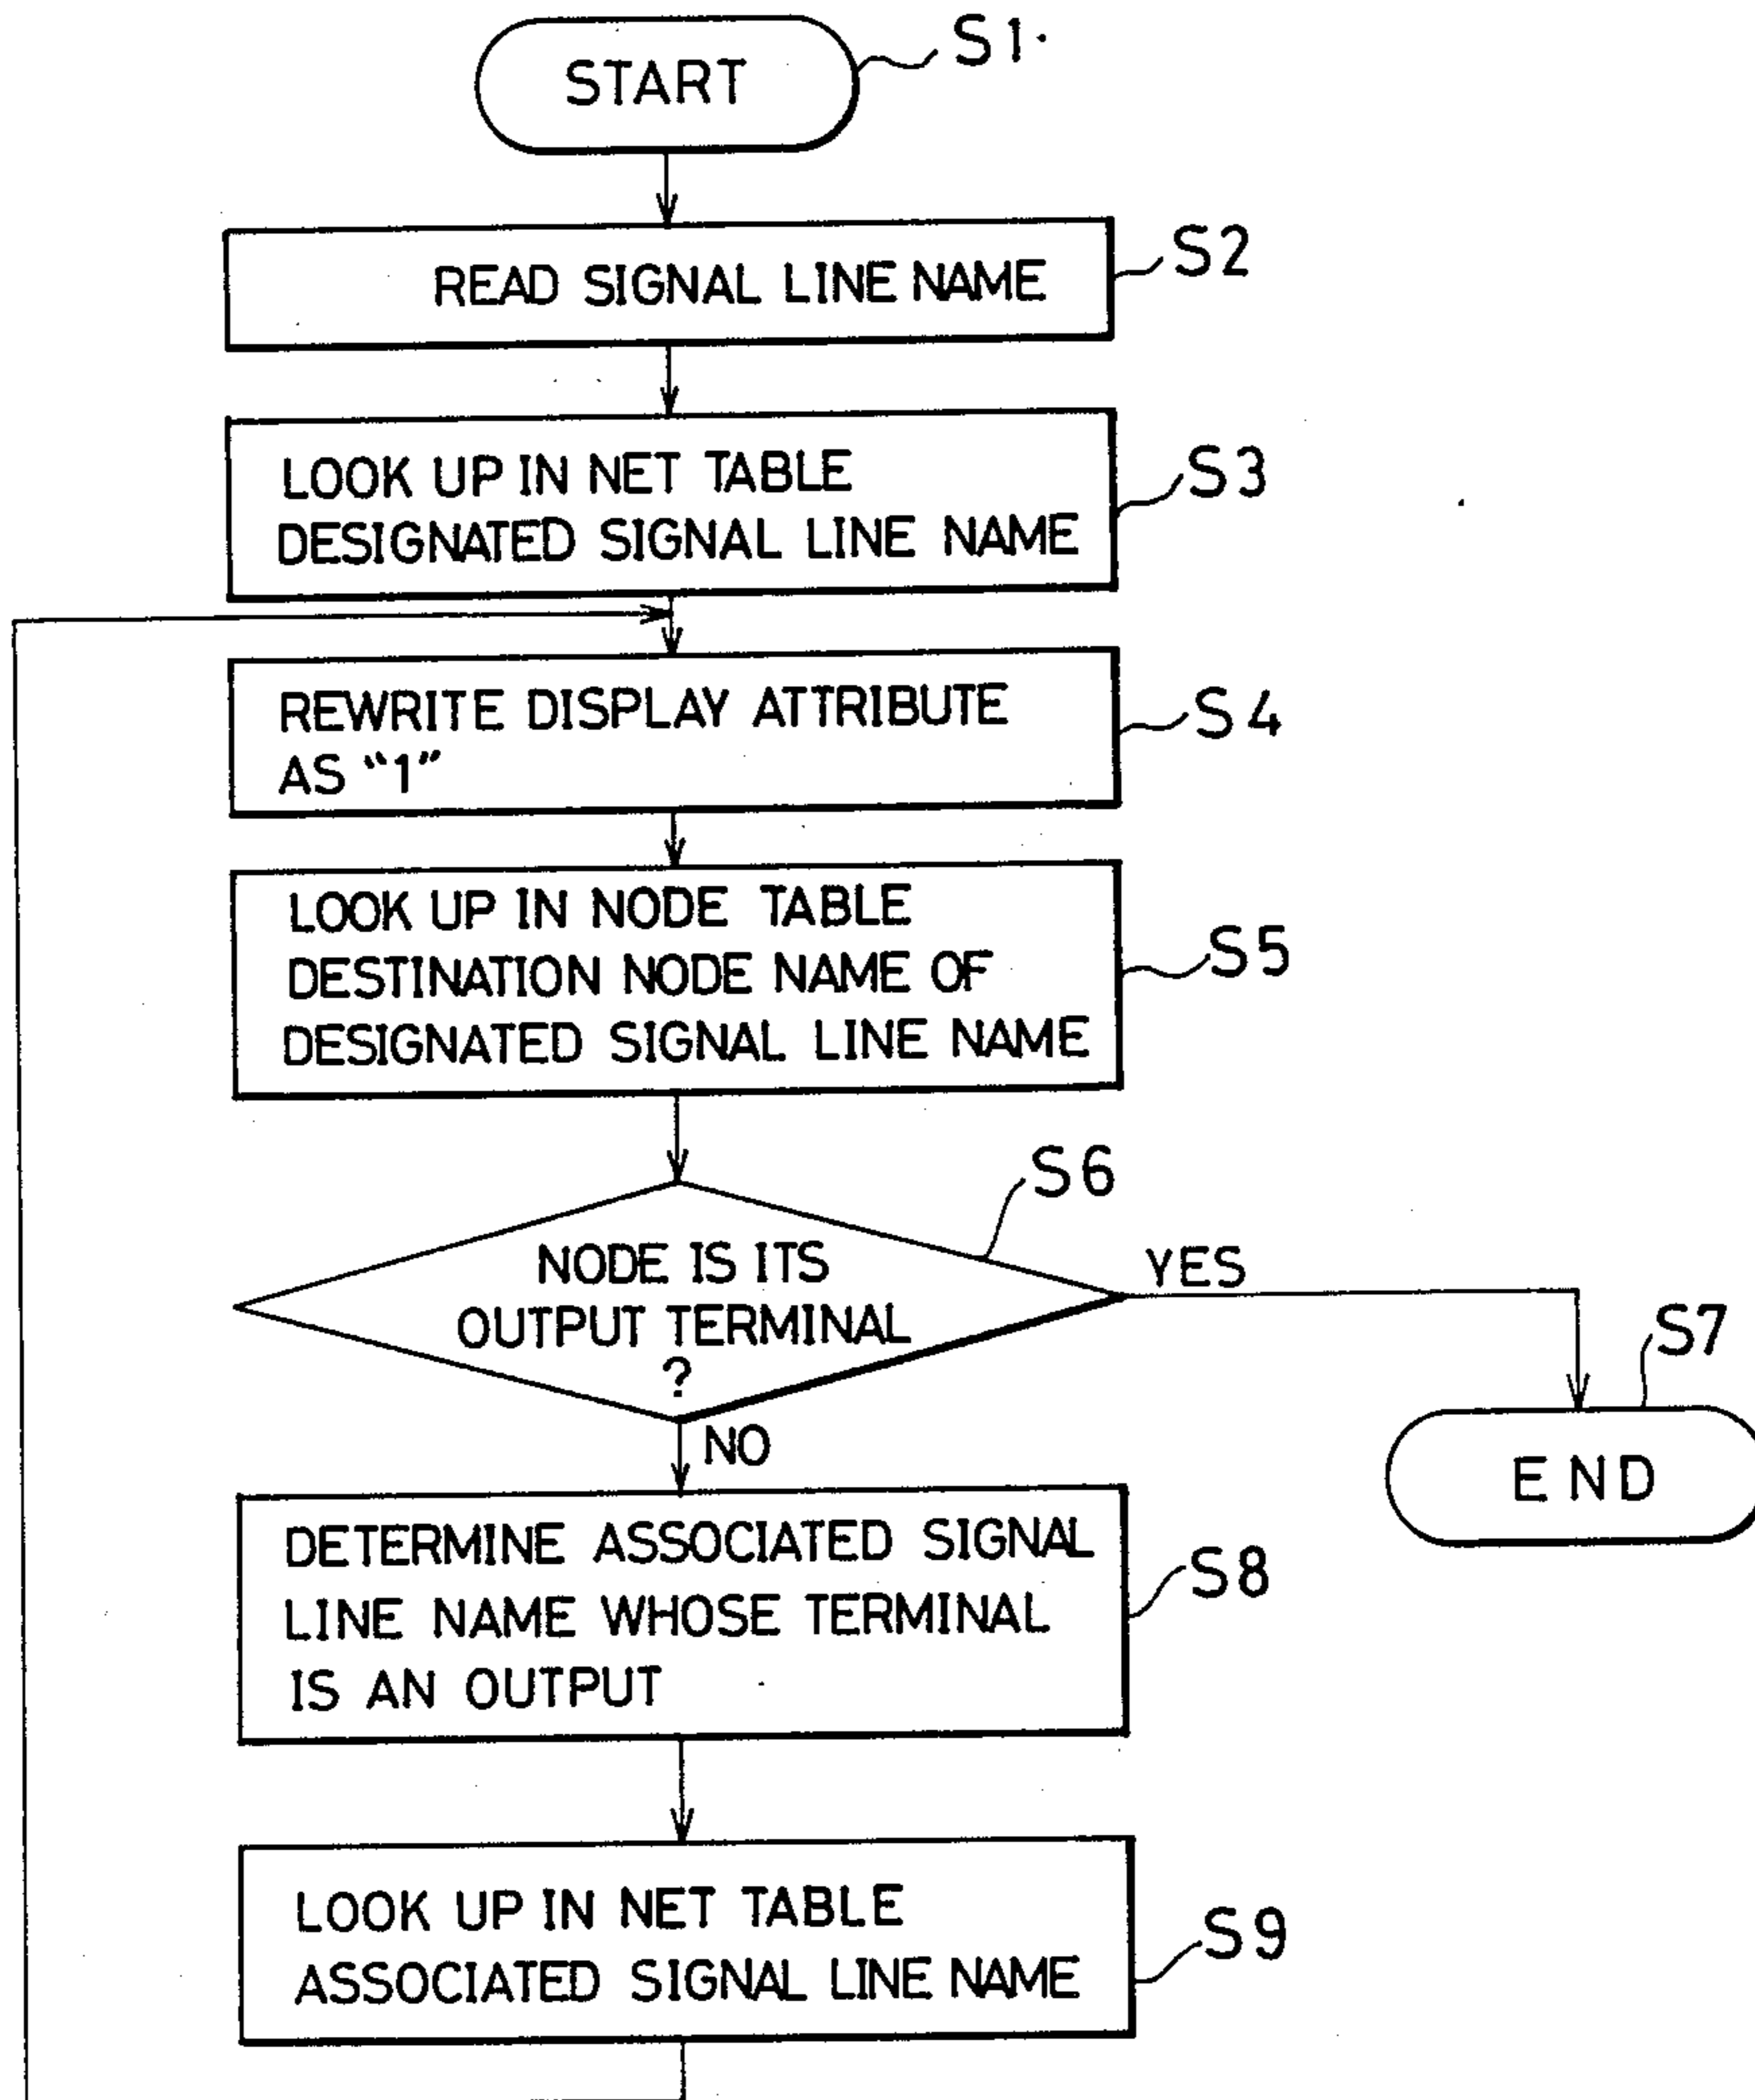 START
S1
READ SIGNAL LINE NAME
S2
LOOK UP IN NET TABLE
DESIGNATED SIGNAL LINE NAME
S3
REWRITE DISPLAY ATTRIBUTE
AS "1"
S4
LOOK UP IN NODE TABLE
DESTINATION NODE NAME OF
DESIGNATED SIGNAL LINE NAME
S5
S6
NODE IS ITS
OUTPUT TERMINAL
?
YES
S7
END
NO
DETERMINE ASSOCIATED SIGNAL
LINE NAME WHOSE TERMINAL
IS AN OUTPUT
S8
LOOK UP IN NET TABLE
ASSOCIATED SIGNAL LINE NAME
S9